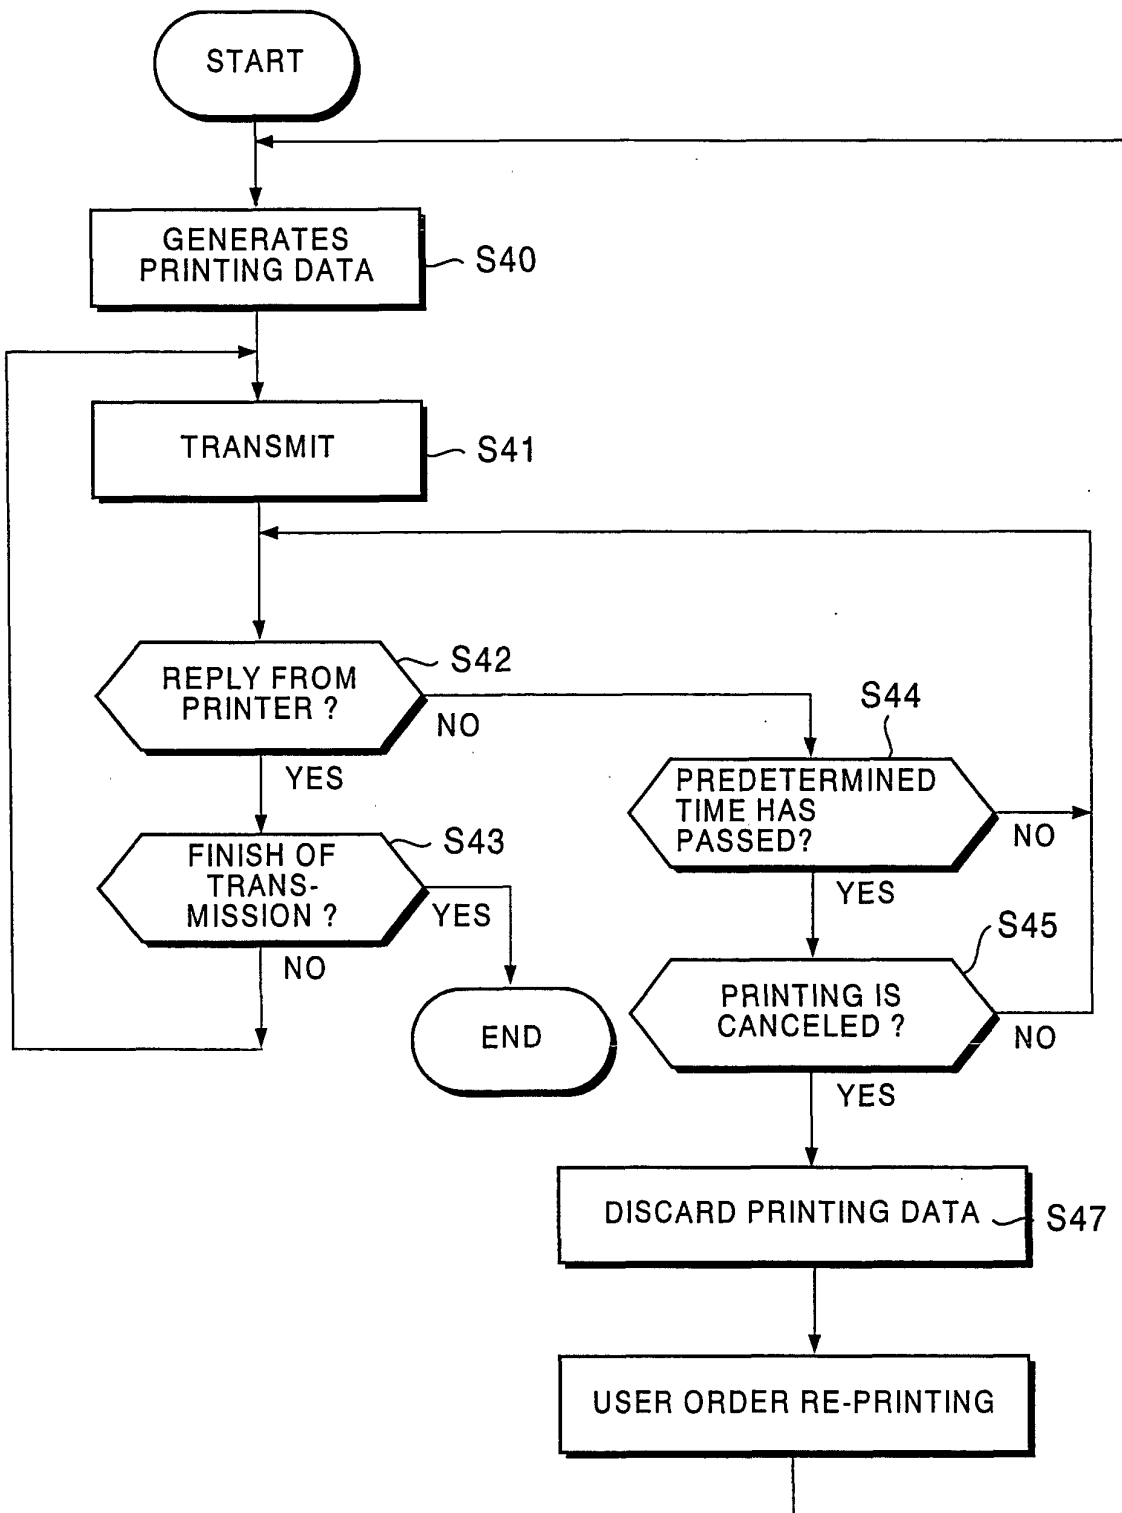 START
GENERATES
PRINTING DATA
S40
TRANSMIT
S41
REPLY FROM
PRINTER ?
S42
NO
YES
S44
PREDETERMINED
TIME HAS
PASSED?
NO
YES
FINISH OF
TRANS-
MISSION ?
S43
YES
NO
END
S45
PRINTING IS
CANCELED ?
NO
YES
DISCARD PRINTING DATA
S47
USER ORDER RE-PRINTING